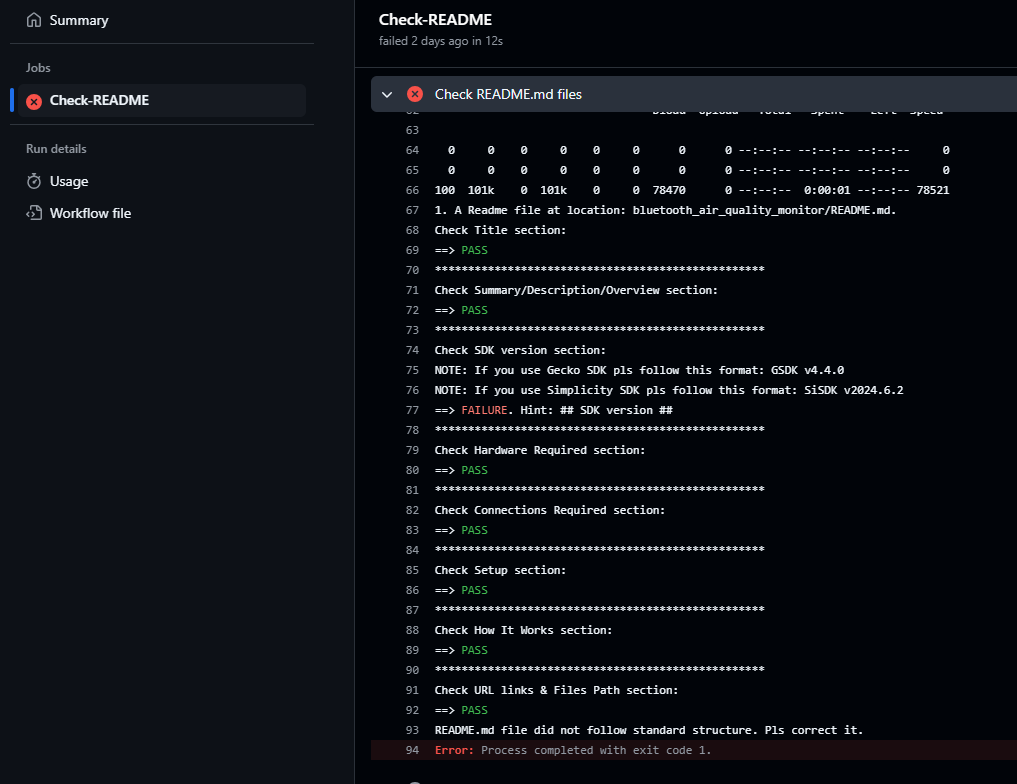 Summary
Jobs
Check-README
Run details
Usage
Workflow file
Check-README
failed 2 days ago in 12s
Check README.md files
63
64 0 0 0 0 0 0 0 0 --:--:-- --:--:-- --:--:-- 0
65 0 0 0 0 0 0 0 0 --:--:-- --:--:-- --:--:-- 0
66 100 101k 0 101k 0 0 78470 0 --:--:-- 0:00:01 --:--:-- 78521
67 1. A Readme file at location: bluetooth_air_quality_monitor/README.md.
68 Check Title section:
69 ==> PASS
70 **************************************************
71 Check Summary/Description/Overview section:
72 ==> PASS
73 **************************************************
74 Check SDK version section:
75 NOTE: If you use Gecko SDK pls follow this format: GSDK v4.4.0
76 NOTE: If you use Simplicity SDK pls follow this format: SiSDK v2024.6.2
77 ==> FAILURE. Hint: ## SDK version ##
78 **************************************************
79 Check Hardware Required section:
80 ==> PASS
81 **************************************************
82 Check Connections Required section:
83 ==> PASS
84 **************************************************
85 Check Setup section:
86 ==> PASS
87 **************************************************
88 Check How It Works section:
89 ==> PASS
90 **************************************************
91 Check URL links & Files Path section:
92 ==> PASS
93 README.md file did not follow standard structure. Pls correct it.
94 Error: Process completed with exit code 1.